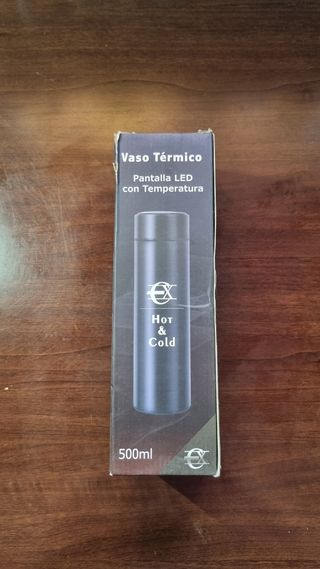 Vaso Térmico
Pantalla LED
con Temperatura
Hot
&
Cold
500ml